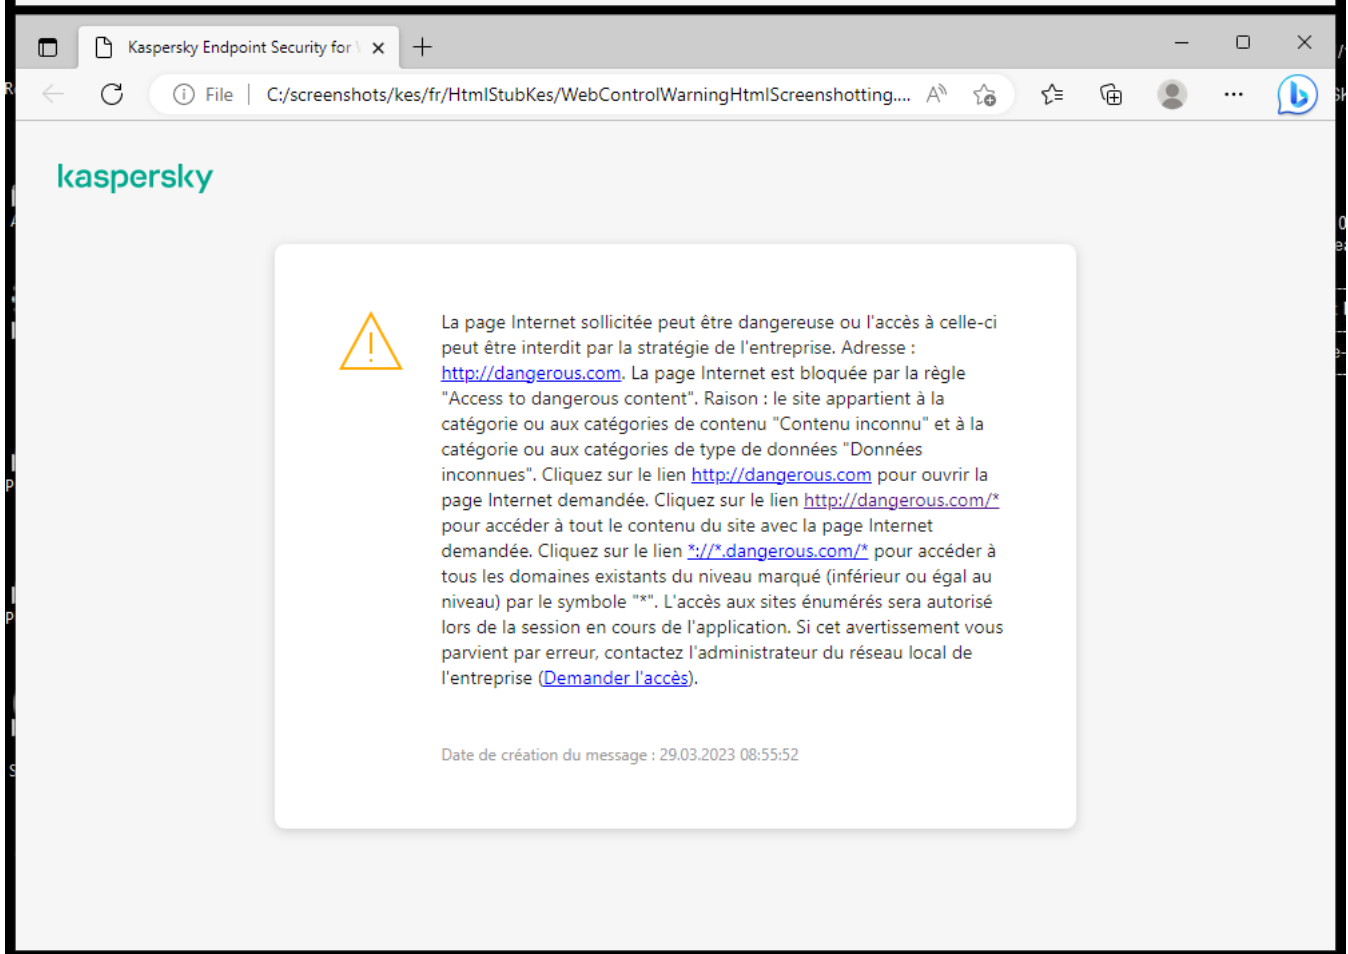 Kaspersky Endpoint Security for
File
C:/screenshots/kes/fr/HtmlStubKes/WebControlWarningHtmlScreenshotting....
kaspersky
La page Internet sollicitée peut être dangereuse ou l'accès à celle-ci
peut être interdit par la stratégie de l'entreprise. Adresse :
http://dangerous.com. La page Internet est bloquée par la règle
"Access to dangerous content". Raison : le site appartient à la
catégorie ou aux catégories de contenu "Contenu inconnu" et à la
catégorie ou aux catégories de type de données "Données
inconnues". Cliquez sur le lien http://dangerous.com pour ouvrir la
page Internet demandée. Cliquez sur le lien http://dangerous.com/*
pour accéder à tout le contenu du site avec la page Internet
demandée. Cliquez sur le lien *://*.dangerous.com/* pour accéder à
tous les domaines existants du niveau marqué (inférieur ou égal au
niveau) par le symbole "*". L'accès aux sites énumérés sera autorisé
lors de la session en cours de l'application. Si cet avertissement vous
parvient par erreur, contactez l'administrateur du réseau local de
l'entreprise (Demander l'accès).
Date de création du message : 29.03.2023 08:55:52